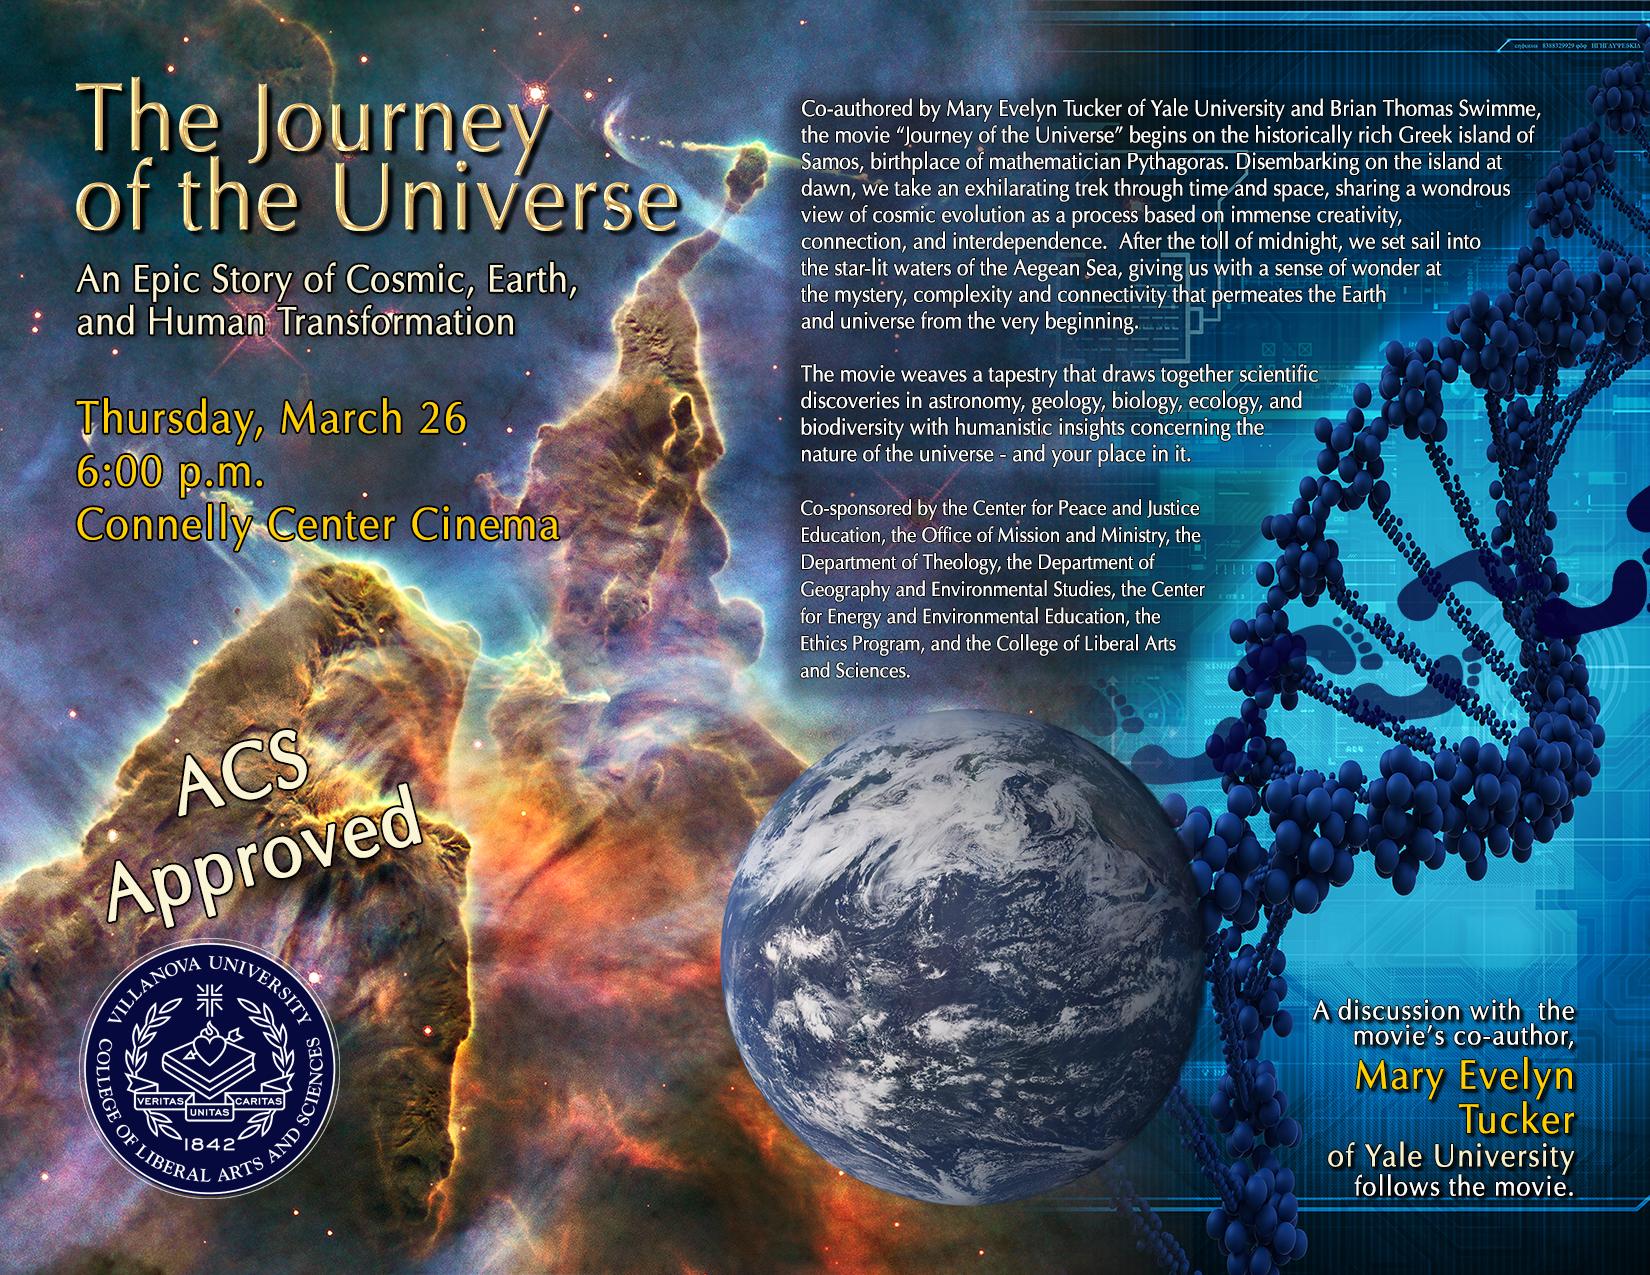 The Journey
of the Universe
An Epic Story of Cosmic, Earth,
and Human Transformation
Thursday, March 26
6:00 p.m.
Connelly Center Cinema
ACS
Approved
VILLANOVA UNIVERSITY
COLLEGE OF LIBERAL ARTS AND SCIENCES
VERITAS
UNITAS
CARITAS
1842
Co-authored by Mary Evelyn Tucker of Yale University and Brian Thomas Swimme,
the movie “Journey of the Universe” begins on the historically rich Greek island of
Samos, birthplace of mathematician Pythagoras. Disembarking on the island at
dawn, we take an exhilarating trek through time and space, sharing a wondrous
view of cosmic evolution as a process based on immense creativity,
connection, and interdependence.  After the toll of midnight, we set sail into
the star-lit waters of the Aegean Sea, giving us with a sense of wonder at
the mystery, complexity and connectivity that permeates the Earth
and universe from the very beginning.
The movie weaves a tapestry that draws together scientific
discoveries in astronomy, geology, biology, ecology, and
biodiversity with humanistic insights concerning the
nature of the universe - and your place in it.
Co-sponsored by the Center for Peace and Justice
Education, the Office of Mission and Ministry, the
Department of Theology, the Department of
Geography and Environmental Studies, the Center
for Energy and Environmental Education, the
Ethics Program, and the College of Liberal Arts
and Sciences.
A discussion with  the
movie’s co-author,
Mary Evelyn
Tucker
of Yale University
follows the movie.